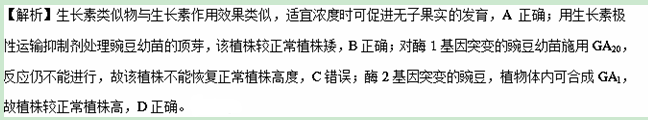 【解析】生长素类似物与生长素作用效果类似，适宜浓度时可促进无子果实的发育，A 正确；用生长素极
性运输抑制剂处理豌豆幼苗的顶芽，该植株较正常植株矮，B 正确；对酶 1 基因突变的豌豆幼苗施用 GA20，
反应仍不能进行，故该植株不能恢复正常植株高度，C 错误；酶 2 基因突变的豌豆，植物体内可合成 GA1，
故植株较正常植株高，D 正确。